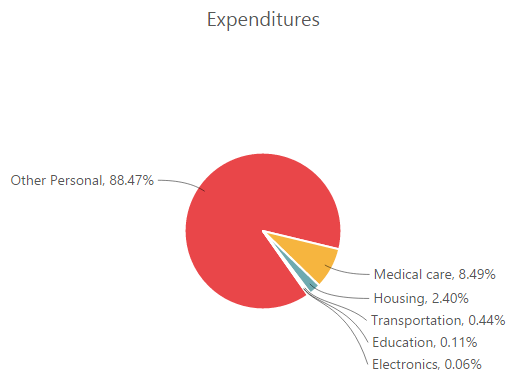 Expenditures
Other Personal, 88.47%
Medical care, 8.49%
Housing, 2.40%
Transportation, 0.44%
Education, 0.11%
Electronics, 0.06%